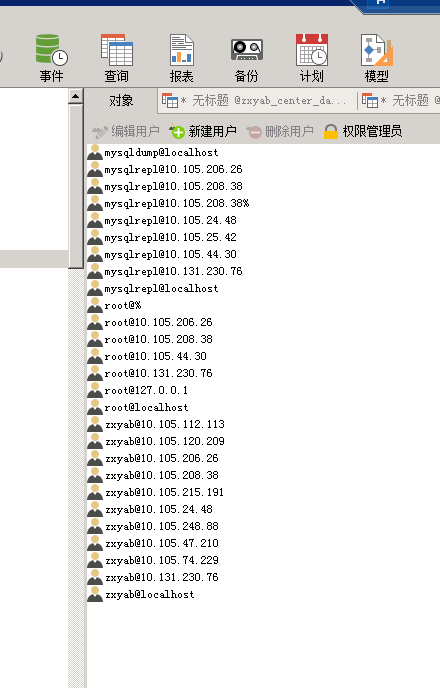 事件 查询 报表 备份 计划 模型
对象 * 无标题 @zxyab_center_da... * 无标题 @
编辑用户 新建用户 删除用户 权限管理员
mysqldump@localhost
mysqlrepl@10.105.206.26
mysqlrepl@10.105.208.38
mysqlrepl@10.105.208.38%
mysqlrepl@10.105.24.48
mysqlrepl@10.105.25.42
mysqlrepl@10.105.44.30
mysqlrepl@10.131.230.76
mysqlrepl@localhost
root@%
root@10.105.206.26
root@10.105.208.38
root@10.105.44.30
root@10.131.230.76
root@127.0.0.1
root@localhost
zxyab@10.105.112.113
zxyab@10.105.120.209
zxyab@10.105.206.26
zxyab@10.105.208.38
zxyab@10.105.215.191
zxyab@10.105.24.48
zxyab@10.105.248.88
zxyab@10.105.47.210
zxyab@10.105.74.229
zxyab@10.131.230.76
zxyab@localhost